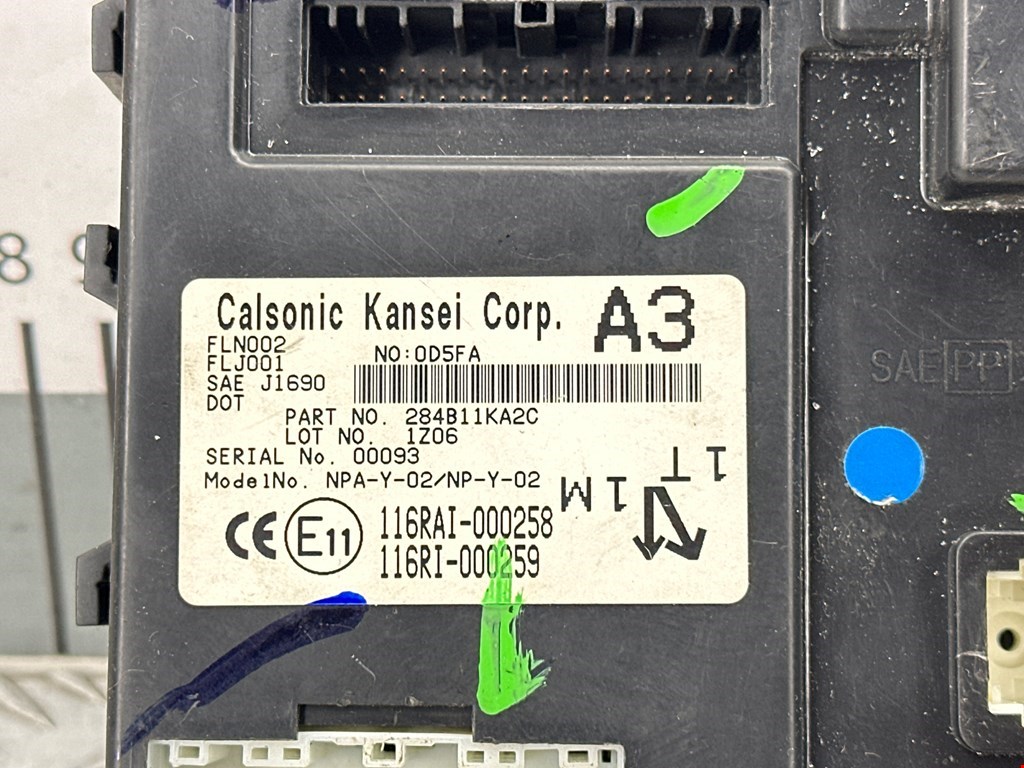 Calsonic Kansei Corp. A3
FLN002
FLJ001 NO:0D5FA
SAE J1690
DOT
PART NO. 284B11KA2C
LOT NO. 1Z06
SERIAL No. 00093
ModelNo. NPA-Y-02/NP-Y-02
1T
1M
CE E11 116RAI-000258
116RI-000259
SAE PP
8